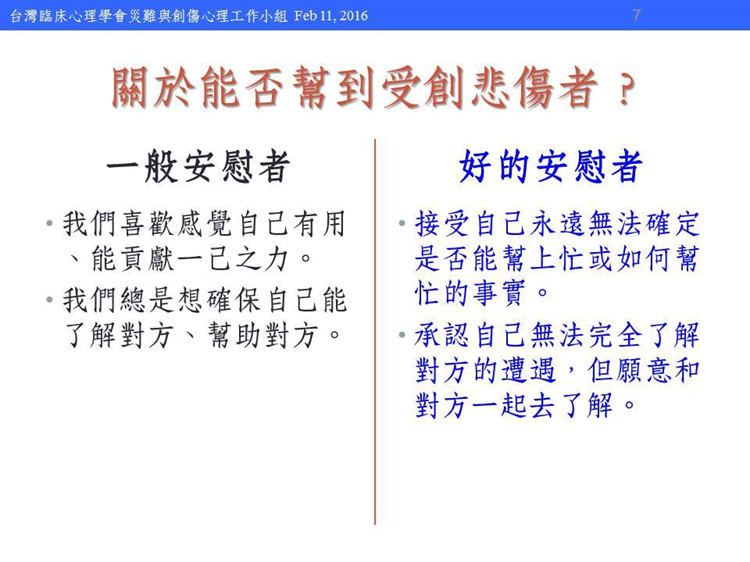 台灣臨床心理學會災難與創傷心理工作小組 Feb 11, 2016
7
關於能否幫到受創悲傷者？
一般安慰者
• 我們喜歡感覺自己有用
、能貢獻一己之力。
• 我們總是想確保自己能
了解對方、幫助對方。
好的安慰者
• 接受自己永遠無法確定
是否能幫上忙或如何幫
忙的事實。
• 承認自己無法完全了解
對方的遭遇，但願意和
對方一起去了解。